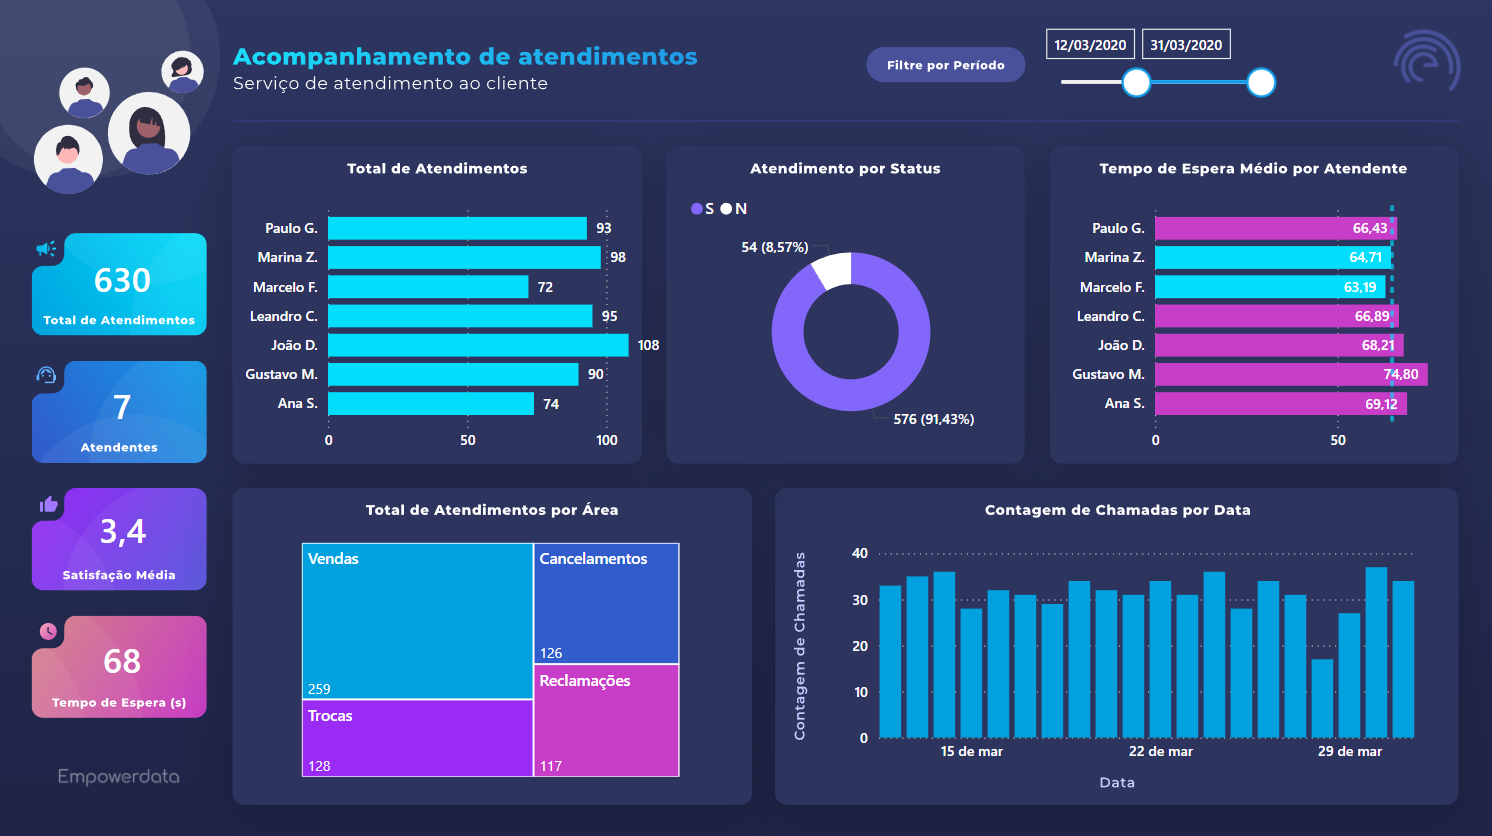 Acompanhamento de atendimentos
Serviço de atendimento ao cliente
Filtre por Período
12/03/2020
31/03/2020
630
Total de Atendimentos
7
Atendentes
3,4
Satisfação Média
68
Tempo de Espera (s)
Empowerdata
Total de Atendimentos
Paulo G.
93
Marina Z.
98
Marcelo F.
72
Leandro C.
95
João D.
108
Gustavo M.
90
Ana S.
74
0
50
100
Atendimento por Status
S
N
54 (8,57%)
576 (91,43%)
Tempo de Espera Médio por Atendente
Paulo G.
66,43
Marina Z.
64,71
Marcelo F.
63,19
Leandro C.
66,89
João D.
68,21
Gustavo M.
74,80
Ana S.
69,12
0
50
Total de Atendimentos por Área
Vendas
259
Cancelamentos
126
Trocas
128
Reclamações
117
Contagem de Chamadas por Data
Contagem de Chamadas
40
30
20
10
0
15 de mar
22 de mar
29 de mar
Data